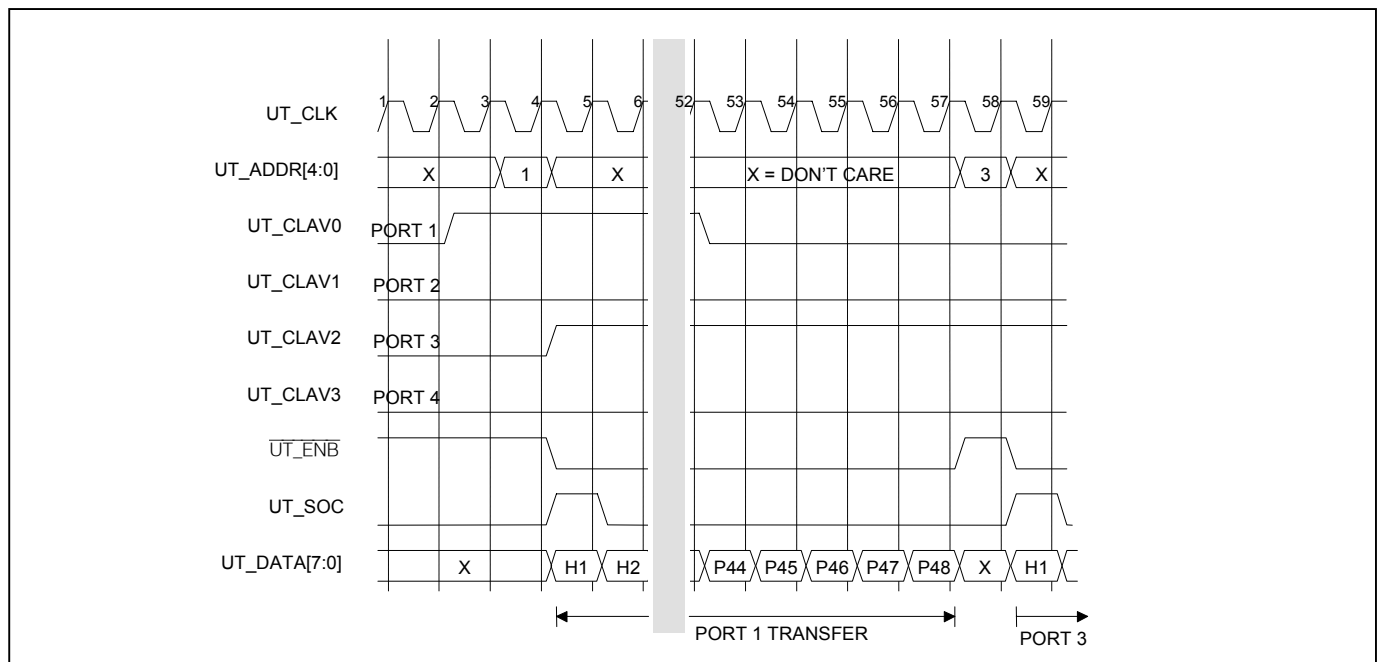 1 2 3 4 5 6 52 53 54 55 56 57 58 59
UT_CLK
UT_ADDR[4:0] X 1 X X = DON'T CARE 3 X
UT_CLAV0 PORT 1
UT_CLAV1 PORT 2
UT_CLAV2 PORT 3
UT_CLAV3 PORT 4
UT_ENB
UT_SOC
UT_DATA[7:0] X H1 H2 P44 P45 P46 P47 P48 X H1
PORT 1 TRANSFER PORT 3